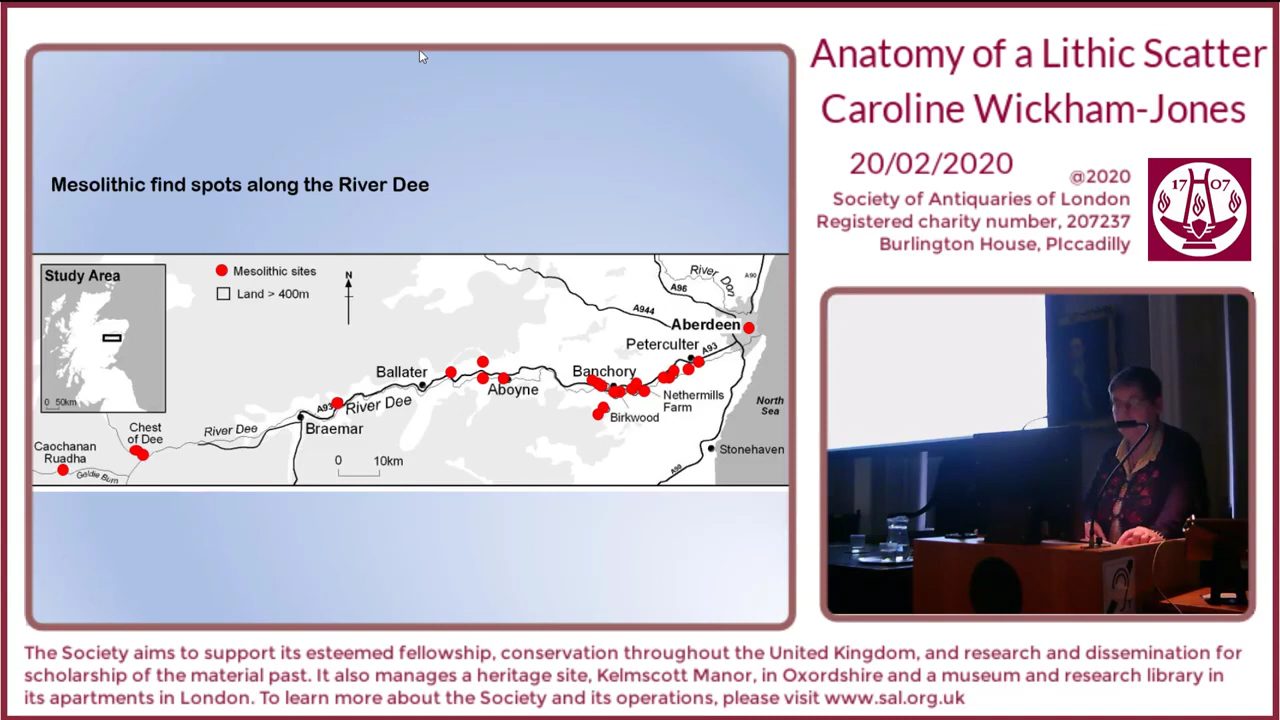 Anatomy of a Lithic Scatter
Caroline Wickham-Jones
20/02/2020
@2020
Society of Antiquaries of London
Registered charity number, 207237
Burlington House, PIccadilly
17 07
Mesolithic find spots along the River Dee
Study Area
0 50km
Mesolithic sites
Land > 400m
N
River Don
A90
A96
A944
Aberdeen
Peterculter
A93
Ballater
Banchory
Aboyne
Nethermills
Farm
North
Sea
A93
River Dee
Birkwood
Chest
of Dee
River Dee
Braemar
Caochanan
Ruadha
Geldie Burn
0 10km
Stonehaven
A90
The Society aims to support its esteemed fellowship, conservation throughout the United Kingdom, and research and dissemination for
scholarship of the material past. It also manages a heritage site, Kelmscott Manor, in Oxfordshire and a museum and research library in
its apartments in London. To learn more about the Society and its operations, please visit www.sal.org.uk